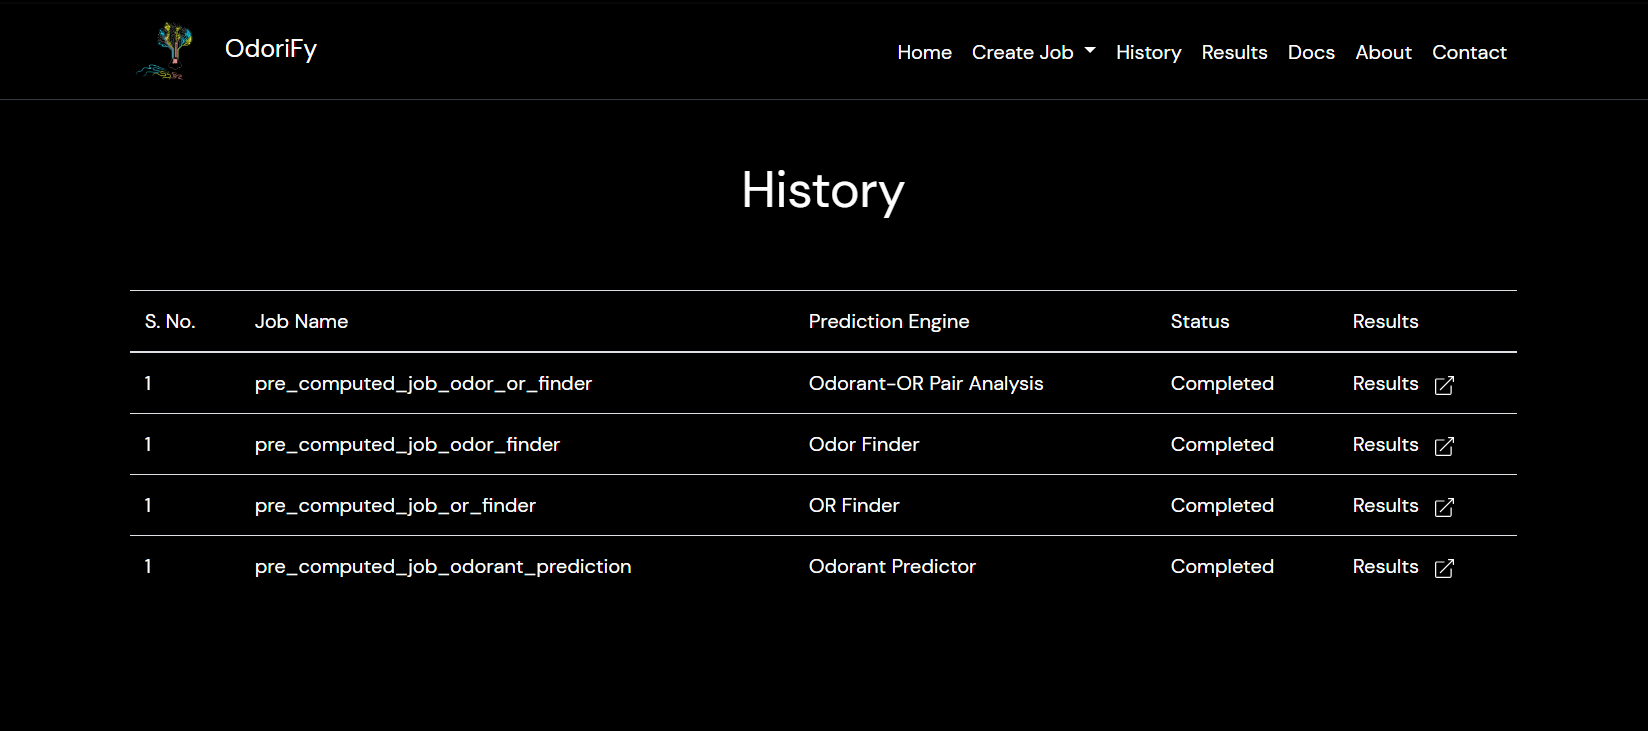 OdoriFy
Home Create Job History Results Docs About Contact
History
S. No. Job Name Prediction Engine Status Results
1 pre_computed_job_odor_or_finder Odorant-OR Pair Analysis Completed Results
1 pre_computed_job_odor_finder Odor Finder Completed Results
1 pre_computed_job_or_finder OR Finder Completed Results
1 pre_computed_job_odorant_prediction Odorant Predictor Completed Results